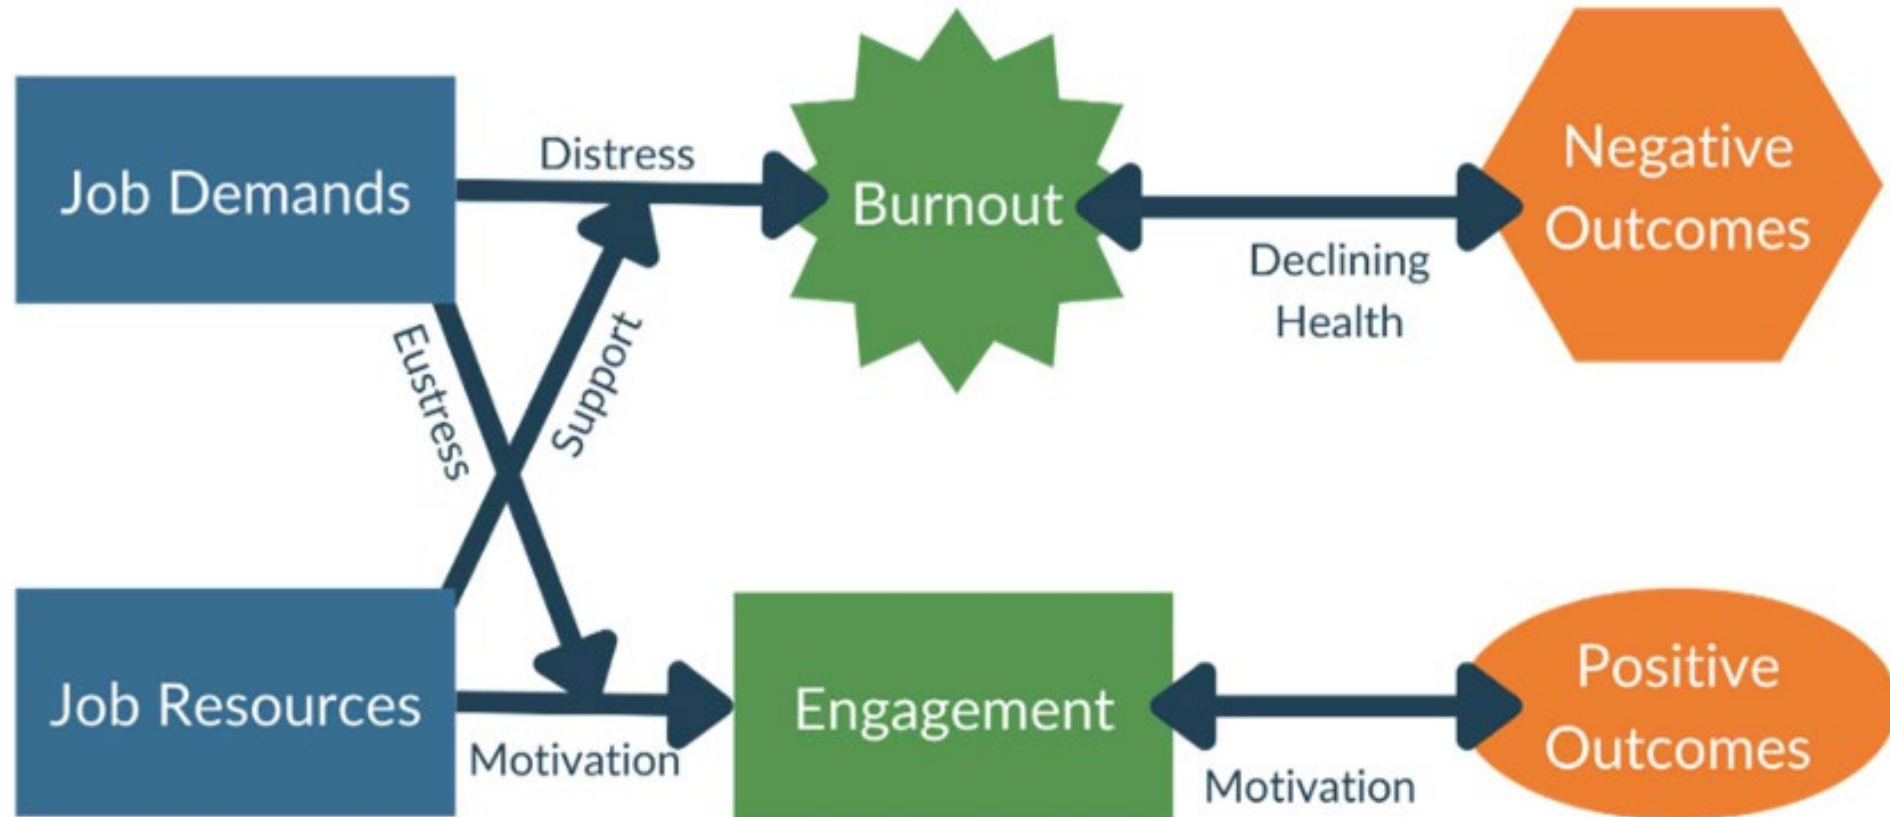 Job Demands
Distress
Burnout
Negative
Outcomes
Declining
Health
Eustress
Support
Job Resources
Motivation
Engagement
Motivation
Positive
Outcomes